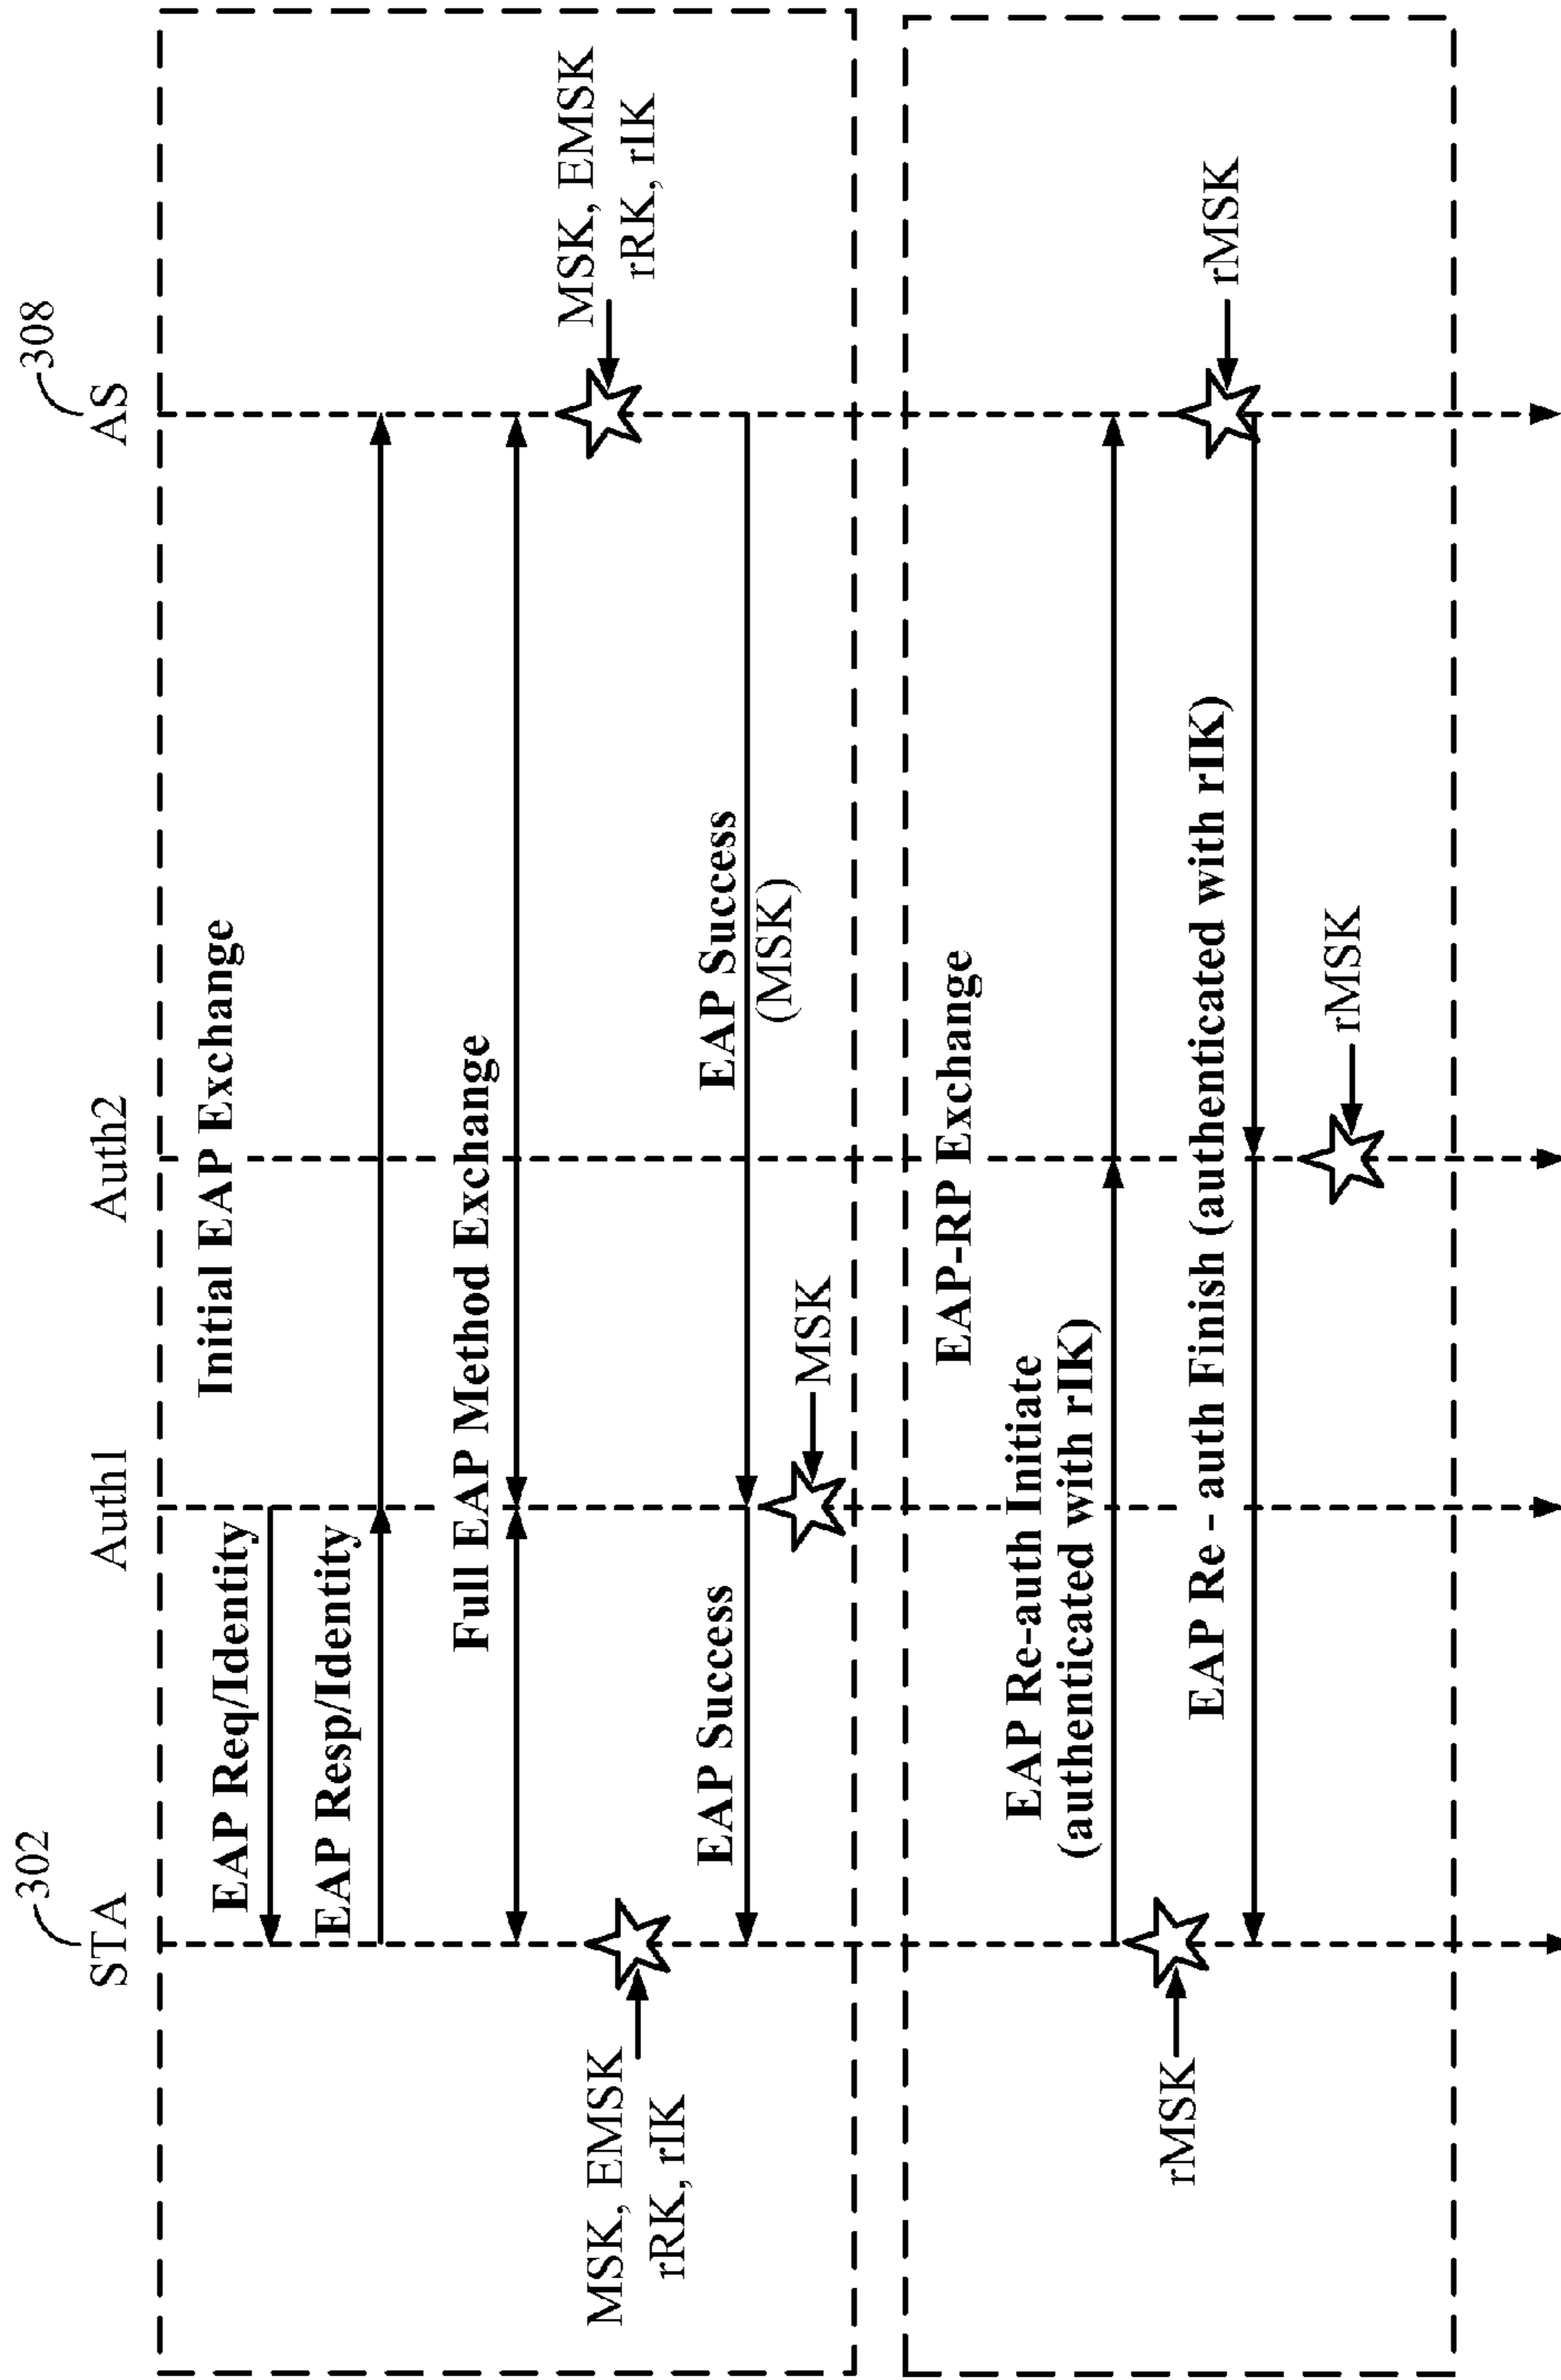 302
308
STA
Auth1
Auth2
AS
Initial EAP Exchange
EAP Req/Identity
EAP Resp/Identity
Full EAP Method Exchange
MSK, EMSK
rRK, rIK
MSK, EMSK
rRK, rIK
EAP Success
EAP Success
(MSK)
MSK
EAP-RP Exchange
EAP Re-auth Initiate
(authenticated with rIK)
rMSK
EAP Re - auth Finish (authenticated with rIK)
rMSK
rMSK